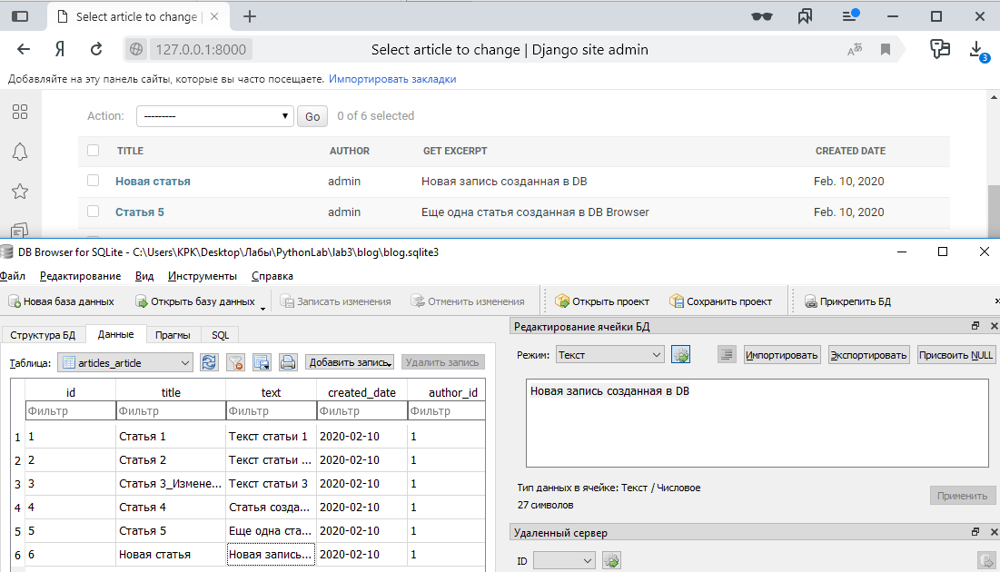 Select article to change |
Я 127.0.0.1:8000 Select article to change | Django site admin
3
Добавляйте на эту панель сайты, которые вы часто посещаете. Импортировать закладки
Action: --------- Go 0 of 6 selected
TITLE AUTHOR GET EXCERPT CREATED DATE
Новая статья admin Новая запись созданная в DB Feb. 10, 2020
Статья 5 admin Еще одна статья созданная в DB Browser Feb. 10, 2020
DB Browser for SQLite - C:\Users\KPK\Desktop\Лабы\PythonLab\lab3\blog\blog.sqlite3
Файл Редактирование Вид Инструменты Справка
Новая база данных Открыть базу данных Записать изменения Отменить изменения Открыть проект Сохранить проект Прикрепить БД »
Структура БД Данные Прагмы SQL
Таблица: articles_article Добавить запись Удалить запись
id title text created_date author_id
Фильтр Фильтр Фильтр Фильтр Фильтр
1 1 Статья 1 Текст статьи 1 2020-02-10 1
2 2 Статья 2 Текст статьи ... 2020-02-10 1
3 3 Статья 3_Измене... Текст статьи 3 2020-02-10 1
4 4 Статья 4 Статья созда... 2020-02-10 1
5 5 Статья 5 Еще одна ста... 2020-02-10 1
6 6 Новая статья Новая запись... 2020-02-10 1
Редактирование ячейки БД
Режим: Текст Импортировать Экспортировать Присвоить NULL
Новая запись созданная в DB
Тип данных в ячейке: Текст / Числовое
27 символов
Применить
Удаленный сервер
ID